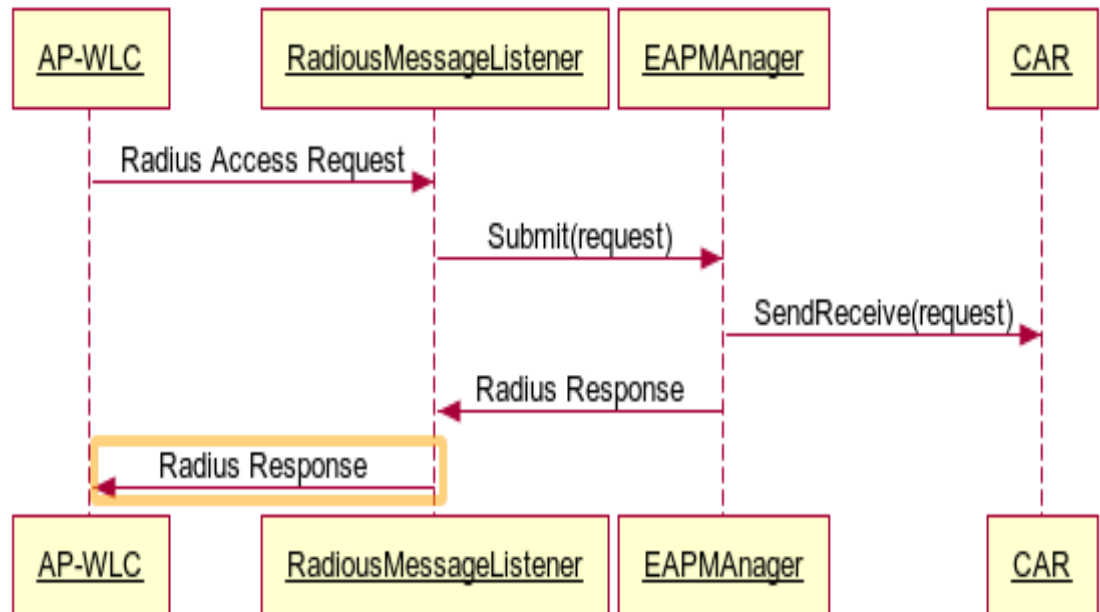 AP-WLC
RadiousMessageListener
EAPMAnager
CAR
Radius Access Request
Submit(request)
SendReceive(request)
Radius Response
Radius Response
AP-WLC
RadiousMessageListener
EAPMAnager
CAR